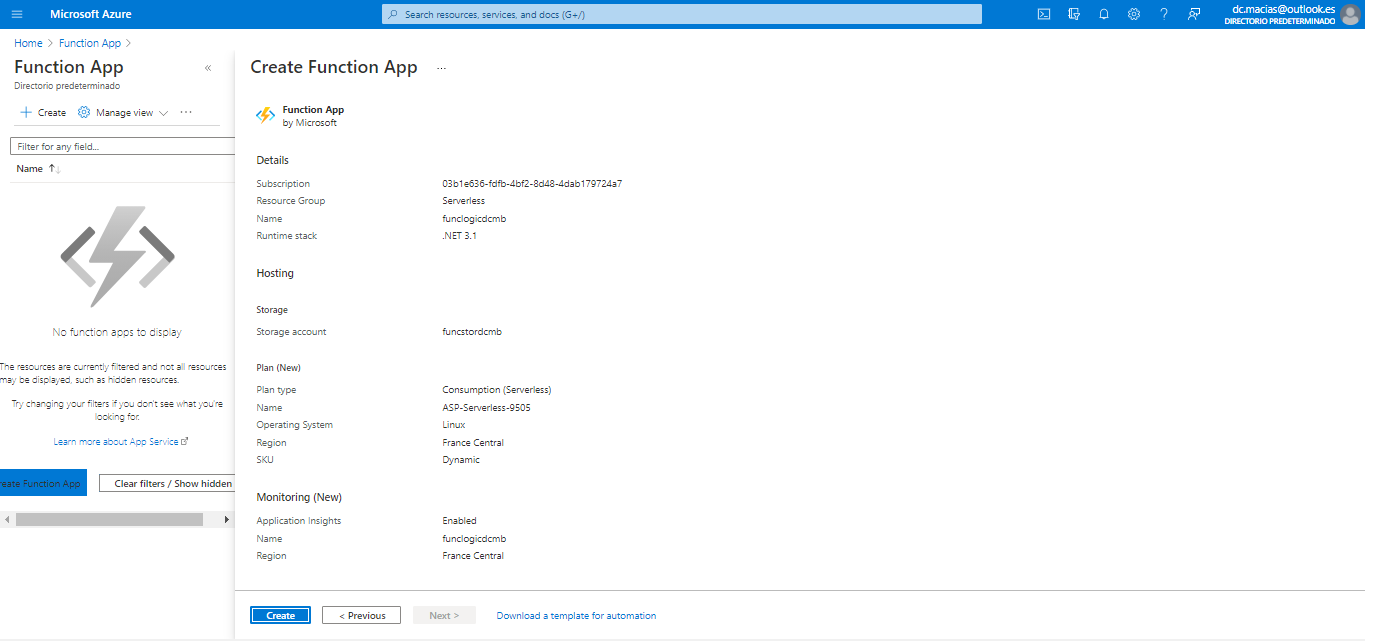 Microsoft Azure
Search resources, services, and docs (G+/)
dc.macias@outlook.es
DIRECTORIO PREDETERMINADO
Home > Function App >
Function App
«
Directorio predeterminado
+ Create
Manage view
...
Filter for any field...
Name ↑↓
No function apps to display
The resources are currently filtered and not all resources
may be displayed, such as hidden resources.
Try changing your filters if you don't see what you're
looking for.
Learn more about App Service
reate Function App
Clear filters / Show hidden
Create Function App
...
Function App
by Microsoft
Details
Subscription 03b1e636-fdfb-4bf2-8d48-4dab179724a7
Resource Group Serverless
Name funclogicdcmb
Runtime stack .NET 3.1
Hosting
Storage
Storage account funcstordcmb
Plan (New)
Plan type Consumption (Serverless)
Name ASP-Serverless-9505
Operating System Linux
Region France Central
SKU Dynamic
Monitoring (New)
Application Insights Enabled
Name funclogicdcmb
Region France Central
Create
< Previous
Next >
Download a template for automation